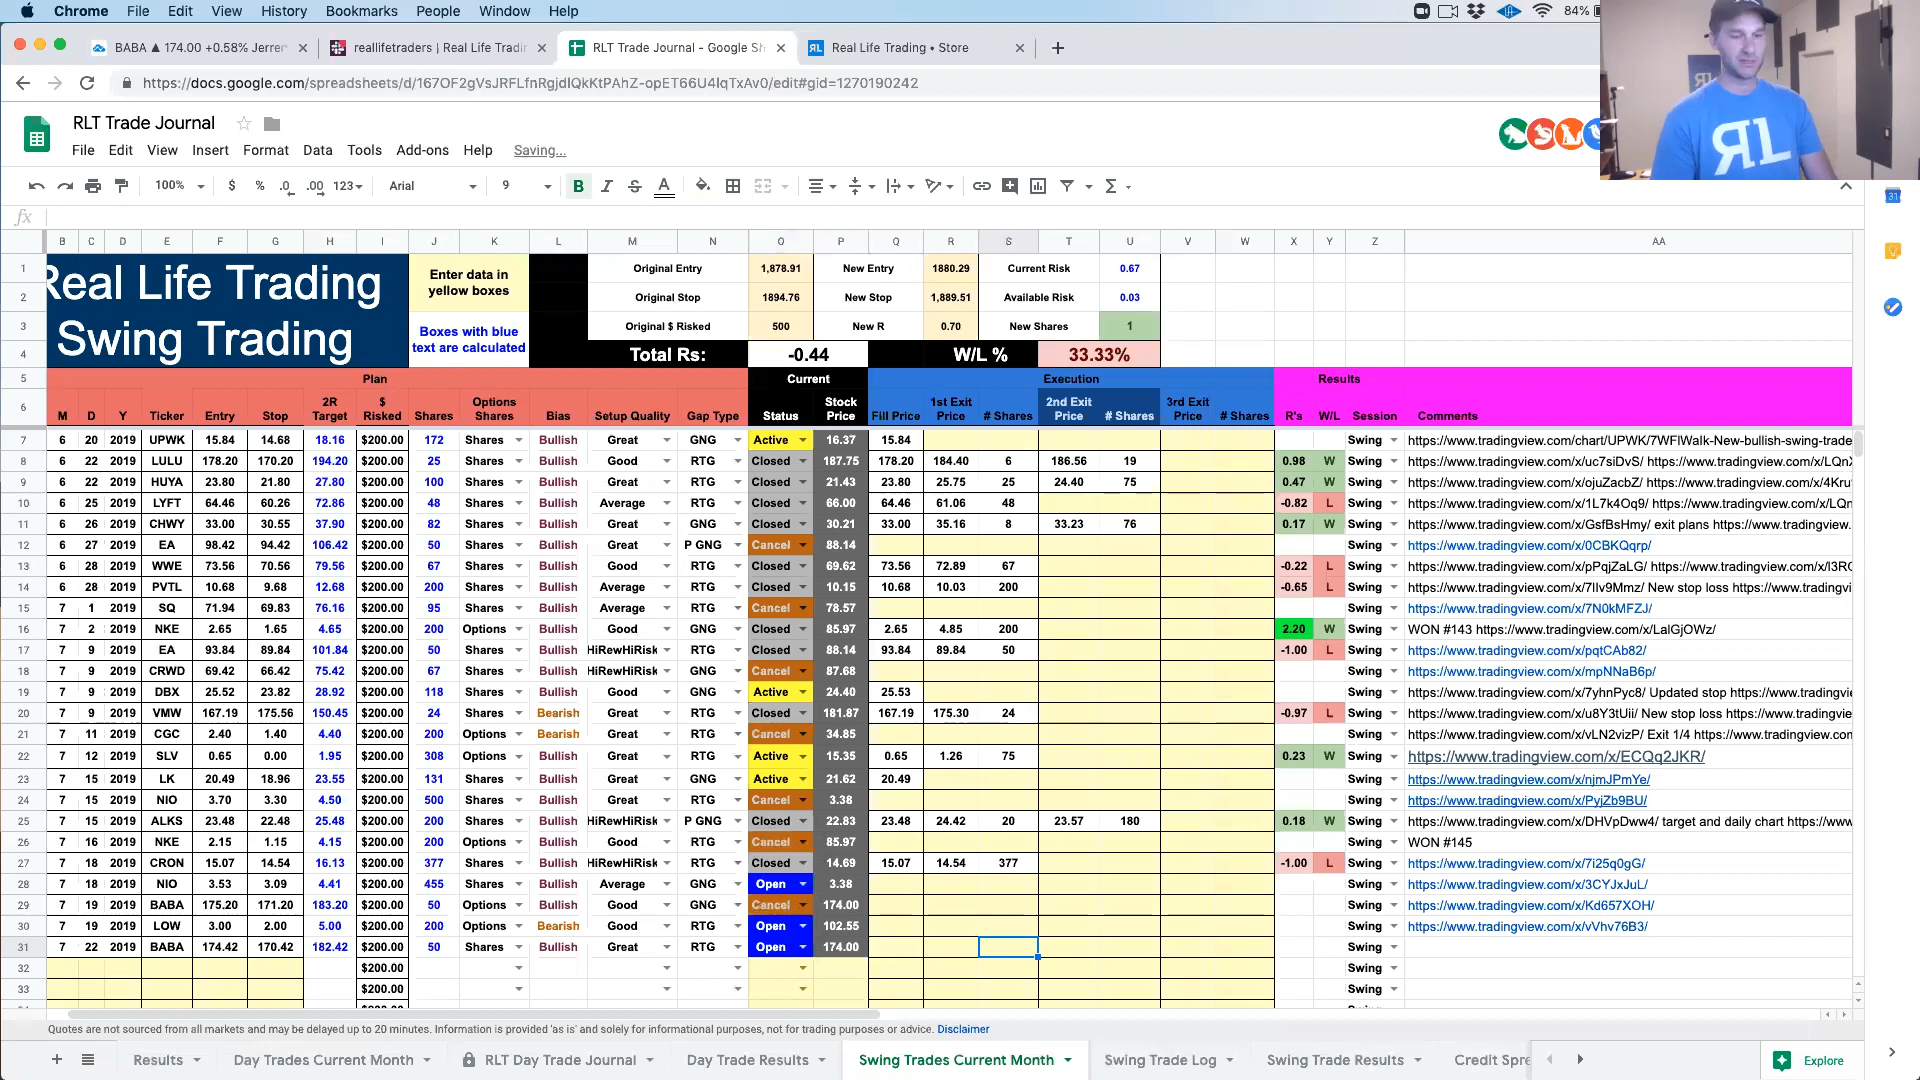 Chrome File Edit View History Bookmarks People Window Help 84%
BABA ▲ 174.00 +0.58% Jerre
reallifetraders | Real Life Tradi
RLT Trade Journal - Google Sh
Real Life Trading • Store
https://docs.google.com/spreadsheets/d/167OF2gVsJRFLfnRgjdlQkKtPAhZ-opET66U4IqTxAv0/edit#gid=1270190242
RLT Trade Journal
File Edit View Insert Format Data Tools Add-ons Help Saving...
100% $ % .0 .00 123 Arial 9 B I S A
fx
B C D E F G H I J K L M N O P Q R S T U V W X Y Z AA
Real Life Trading
Swing Trading
Enter data in
yellow boxes
Boxes with blue
text are calculated
1 Original Entry 1,878.91 New Entry 1880.29 Current Risk 0.67
2 Original Stop 1894.76 New Stop 1,889.51 Available Risk 0.03
3 Original $ Risked 500 New R 0.70 New Shares 1
4 Total Rs: -0.44 W/L % 33.33%
5 Plan Current Execution Results
6 M D Y Ticker Entry Stop 2R Target $ Risked Shares Options Shares Bias Setup Quality Gap Type Status Stock Price Fill Price 1st Exit Price # Shares 2nd Exit Price # Shares 3rd Exit Price # Shares R's W/L Session Comments
7 6 20 2019 UPWK 15.84 14.68 18.16 $200.00 172 Shares Bullish Great GNG Active 16.37 15.84 Swing https://www.tradingview.com/chart/UPWK/7WFlWalk-New-bullish-swing-trade
8 6 22 2019 LULU 178.20 170.20 194.20 $200.00 25 Shares Bullish Good RTG Closed 187.75 178.20 184.40 6 186.56 19 0.98 W Swing https://www.tradingview.com/x/uc7siDvS/ https://www.tradingview.com/x/LQnX
9 6 22 2019 HUYA 23.80 21.80 27.80 $200.00 100 Shares Bullish Great RTG Closed 21.43 23.80 25.75 25 24.40 75 0.47 W Swing https://www.tradingview.com/x/ojuZacbZ/ https://www.tradingview.com/x/4Kru
10 6 25 2019 LYFT 64.46 60.26 72.86 $200.00 48 Shares Bullish Average RTG Closed 66.00 64.46 61.06 48 -0.82 L Swing https://www.tradingview.com/x/1L7k4Oq9/ https://www.tradingview.com/x/LQn
11 6 26 2019 CHWY 33.00 30.55 37.90 $200.00 82 Shares Bullish Great GNG Closed 30.21 33.00 35.16 8 33.23 76 0.17 W Swing https://www.tradingview.com/x/GsfBsHmy/ exit plans https://www.tradingview.
12 6 27 2019 EA 98.42 94.42 106.42 $200.00 50 Shares Bullish Great P GNG Cancel 88.14 Swing https://www.tradingview.com/x/0CBKQqrp/
13 6 28 2019 WWE 73.56 70.56 79.56 $200.00 67 Shares Bullish Good RTG Closed 69.62 73.56 72.89 67 -0.22 L Swing https://www.tradingview.com/x/pPqjZaLG/ https://www.tradingview.com/x/l3RC
14 6 28 2019 PVTL 10.68 9.68 12.68 $200.00 200 Shares Bullish Average RTG Closed 10.15 10.68 10.03 200 -0.65 L Swing https://www.tradingview.com/x/7lIv9Mmz/ New stop loss https://www.tradingvi
15 7 1 2019 SQ 71.94 69.83 76.16 $200.00 95 Shares Bullish Average RTG Cancel 78.57 Swing https://www.tradingview.com/x/7N0kMFZJ/
16 7 2 2019 NKE 2.65 1.65 4.65 $200.00 200 Options Bullish Good GNG Closed 85.97 2.65 4.85 200 2.20 W Swing WON #143 https://www.tradingview.com/x/LalGjOWz/
17 7 9 2019 EA 93.84 89.84 101.84 $200.00 50 Shares Bullish HiRewHiRisk RTG Closed 88.14 93.84 89.84 50 -1.00 L Swing https://www.tradingview.com/x/pqtCAb82/
18 7 9 2019 CRWD 69.42 66.42 75.42 $200.00 67 Shares Bullish HiRewHiRisk RTG Cancel 87.68 Swing https://www.tradingview.com/x/mpNNaB6p/
19 7 9 2019 DBX 25.52 23.82 28.92 $200.00 118 Shares Bullish Good GNG Active 24.40 25.53 Swing https://www.tradingview.com/x/7yhnPyc8/ Updated stop https://www.tradingvie
20 7 9 2019 VMW 167.19 175.56 150.45 $200.00 24 Shares Bearish Great RTG Closed 181.87 167.19 175.30 24 -0.97 L Swing https://www.tradingview.com/x/u8Y3tUii/ New stop loss https://www.tradingvie
21 7 11 2019 CGC 2.40 1.40 4.40 $200.00 200 Options Bearish Great RTG Cancel 34.85 Swing https://www.tradingview.com/x/vLN2vizP/ Exit 1/4 https://www.tradingview.com
22 7 12 2019 SLV 0.65 0.00 1.95 $200.00 308 Options Bullish Great RTG Active 15.35 0.65 1.26 75 0.23 W Swing https://www.tradingview.com/x/ECQq2JKR/
23 7 15 2019 LK 20.49 18.96 23.55 $200.00 131 Shares Bullish Great GNG Active 21.62 20.49 Swing https://www.tradingview.com/x/njmJPmYe/
24 7 15 2019 NIO 3.70 3.30 4.50 $200.00 500 Shares Bullish Great RTG Cancel 3.38 Swing https://www.tradingview.com/x/PyjZb9BU/
25 7 15 2019 ALKS 23.48 22.48 25.48 $200.00 200 Shares Bullish HiRewHiRisk P GNG Closed 22.83 23.48 24.42 20 23.57 180 0.18 W Swing https://www.tradingview.com/x/DHVpDww4/ target and daily chart https://www
26 7 16 2019 NKE 2.15 1.15 4.15 $200.00 200 Options Bullish Good RTG Cancel 85.97 Swing WON #145
27 7 18 2019 CRON 15.07 14.54 16.13 $200.00 377 Shares Bullish HiRewHiRisk RTG Closed 14.69 15.07 14.54 377 -1.00 L Swing https://www.tradingview.com/x/7i25q0gG/
28 7 18 2019 NIO 3.53 3.09 4.41 $200.00 455 Shares Bullish Average GNG Open 3.38 Swing https://www.tradingview.com/x/3CYJxJuL/
29 7 19 2019 BABA 175.20 171.20 183.20 $200.00 50 Options Bullish Good GNG Cancel 174.00 Swing https://www.tradingview.com/x/Kd657XOH/
30 7 19 2019 LOW 3.00 2.00 5.00 $200.00 200 Options Bearish Good RTG Open 102.55 Swing https://www.tradingview.com/x/vVhv76B3/
31 7 22 2019 BABA 174.42 170.42 182.42 $200.00 50 Shares Bullish Great RTG Open 174.00 Swing
32 $200.00 Swing
33 $200.00 Swing
Quotes are not sourced from all markets and may be delayed up to 20 minutes. Information is provided 'as is' and solely for informational purposes, not for trading purposes or advice. Disclaimer
+ Results Day Trades Current Month RLT Day Trade Journal Day Trade Results Swing Trades Current Month Swing Trade Log Swing Trade Results Credit Spre Explore